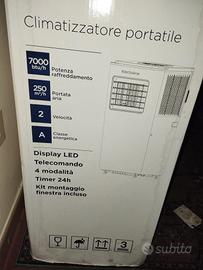 Climatizzatore portatile
7000
btu/h
Potenza
raffreddamento
250
m³/h
Portata
aria
2
Velocità
A
Classe
energetica
Display LED
Telecomando
4 modalità
Timer 24h
Kit montaggio
finestra incluso
3
subito